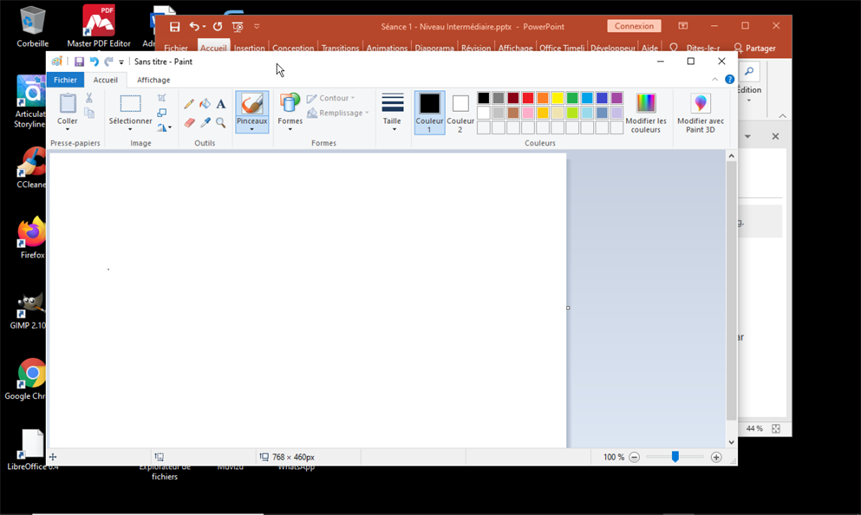 Corbeille
PDF
Master PDF Editor
Séance 1 - Niveau Intermédiaire.pptx - PowerPoint
Connexion
Fichier Accueil Insertion Conception Transitions Animations Diaporama Révision Affichage Office Timeli Développeur Aide Dites-le-r Partager
Sans titre - Paint
Fichier Accueil Affichage
Coller
Sélectionner
A
Pinceaux
Formes
Contour
Remplissage
Taille
Couleur 1
Couleur 2
Modifier les couleurs
Modifier avec Paint 3D
Presse-papiers
Image
Outils
Formes
Couleurs
Edition
Articulat
Storyline
CCleane
Firefox
GIMP 2.10
Google Chr
LibreOffice 6.4
Explorateur de fichiers
Movizu
WhatsApp
768 × 460px
100 %
44 %